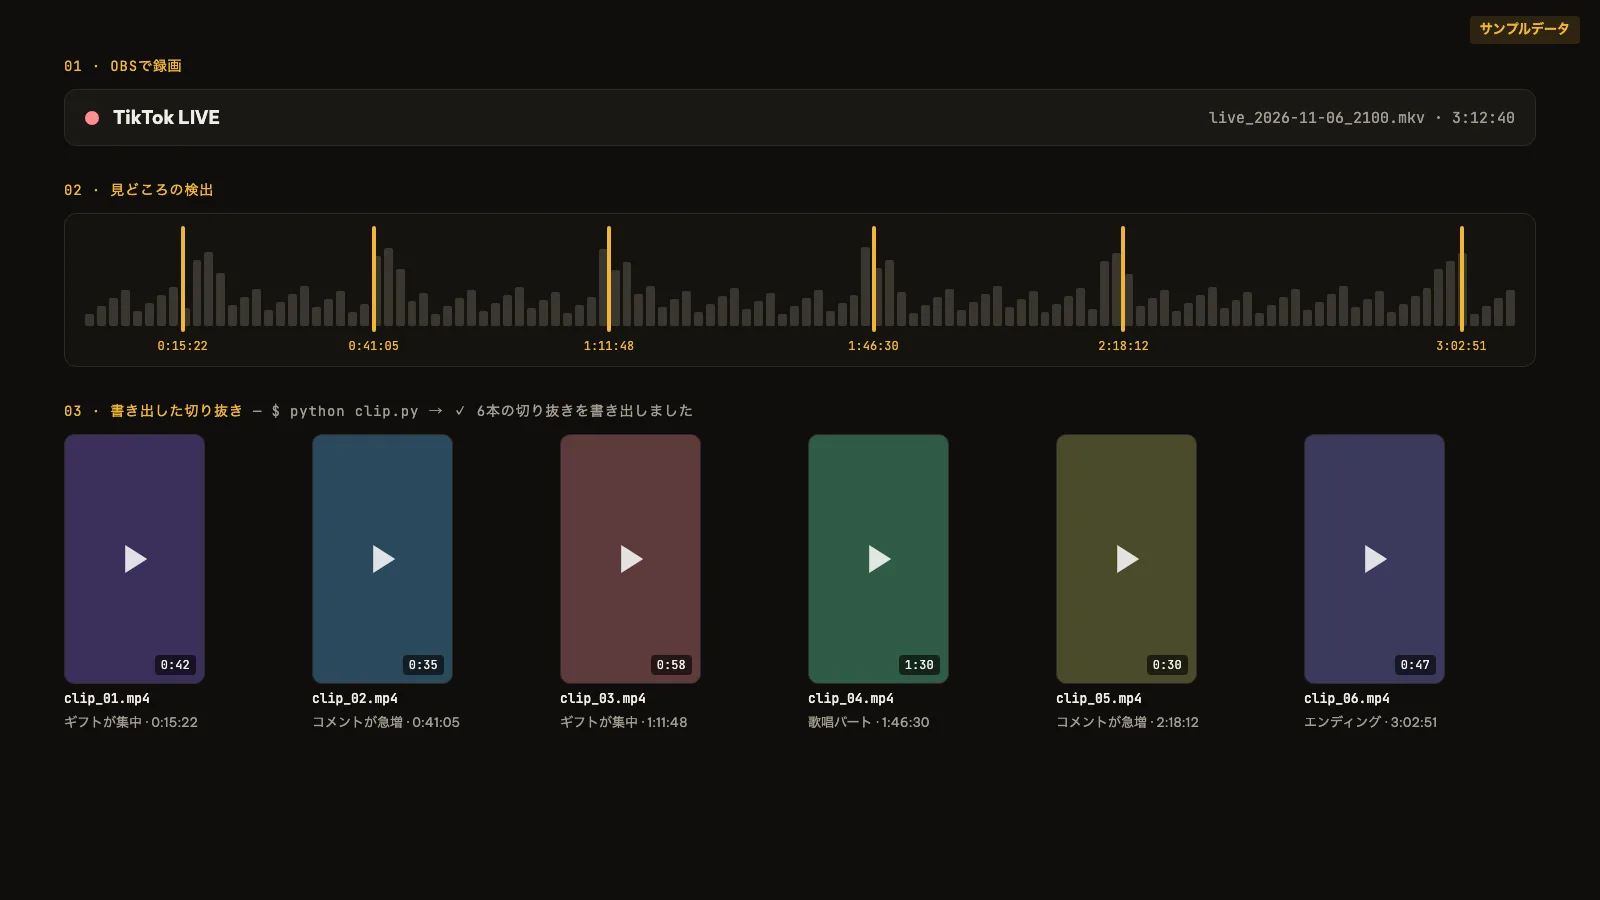 サンプルデータ
01 · OBSで録画
TikTok LIVE
live_2026-11-06_2100.mkv · 3:12:40
02 · 見どころの検出
0:15:22
0:41:05
1:11:48
1:46:30
2:18:12
3:02:51
03 · 書き出した切り抜き — $ python clip.py → ✓ 6本の切り抜きを書き出しました
0:42
0:35
0:58
1:30
0:30
0:47
clip_01.mp4
ギフトが集中 · 0:15:22
clip_02.mp4
コメントが急増 · 0:41:05
clip_03.mp4
ギフトが集中 · 1:11:48
clip_04.mp4
歌唱パート · 1:46:30
clip_05.mp4
コメントが急増 · 2:18:12
clip_06.mp4
エンディング · 3:02:51